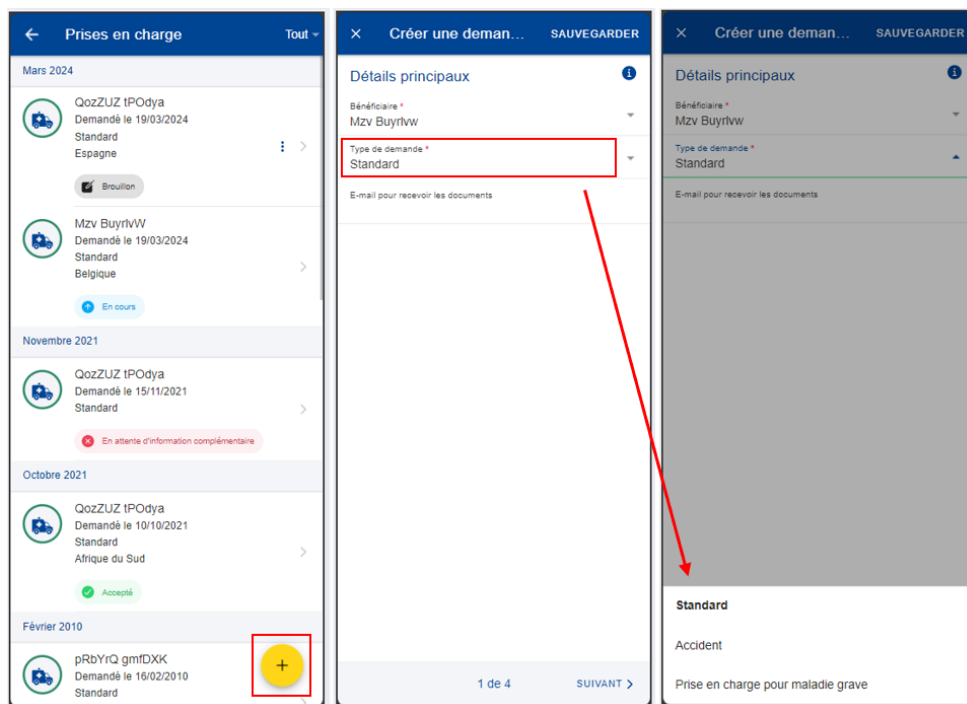 Prises en charge
Tout
Mars 2024
QozZUZ tPOdya
Demandé le 19/03/2024
Standard
Espagne
Brouillon
Mzv BuyrlvW
Demandé le 19/03/2024
Standard
Belgique
En cours
Novembre 2021
QozZUZ tPOdya
Demandé le 15/11/2021
Standard
En attente d'information complémentaire
Octobre 2021
QozZUZ tPOdya
Demandé le 10/10/2021
Standard
Afrique du Sud
Accepté
Février 2010
pRbYrQ gmfDXK
Demandé le 16/02/2010
Standard
Créer une deman...
SAUVEGARDER
Détails principaux
Bénéficiaire *
Mzv Buyrlvw
Type de demande *
Standard
E-mail pour recevoir les documents
1 de 4
SUIVANT
Créer une deman...
SAUVEGARDER
Détails principaux
Bénéficiaire *
Mzv Buyrlvw
Type de demande *
Standard
E-mail pour recevoir les documents
Standard
Accident
Prise en charge pour maladie grave